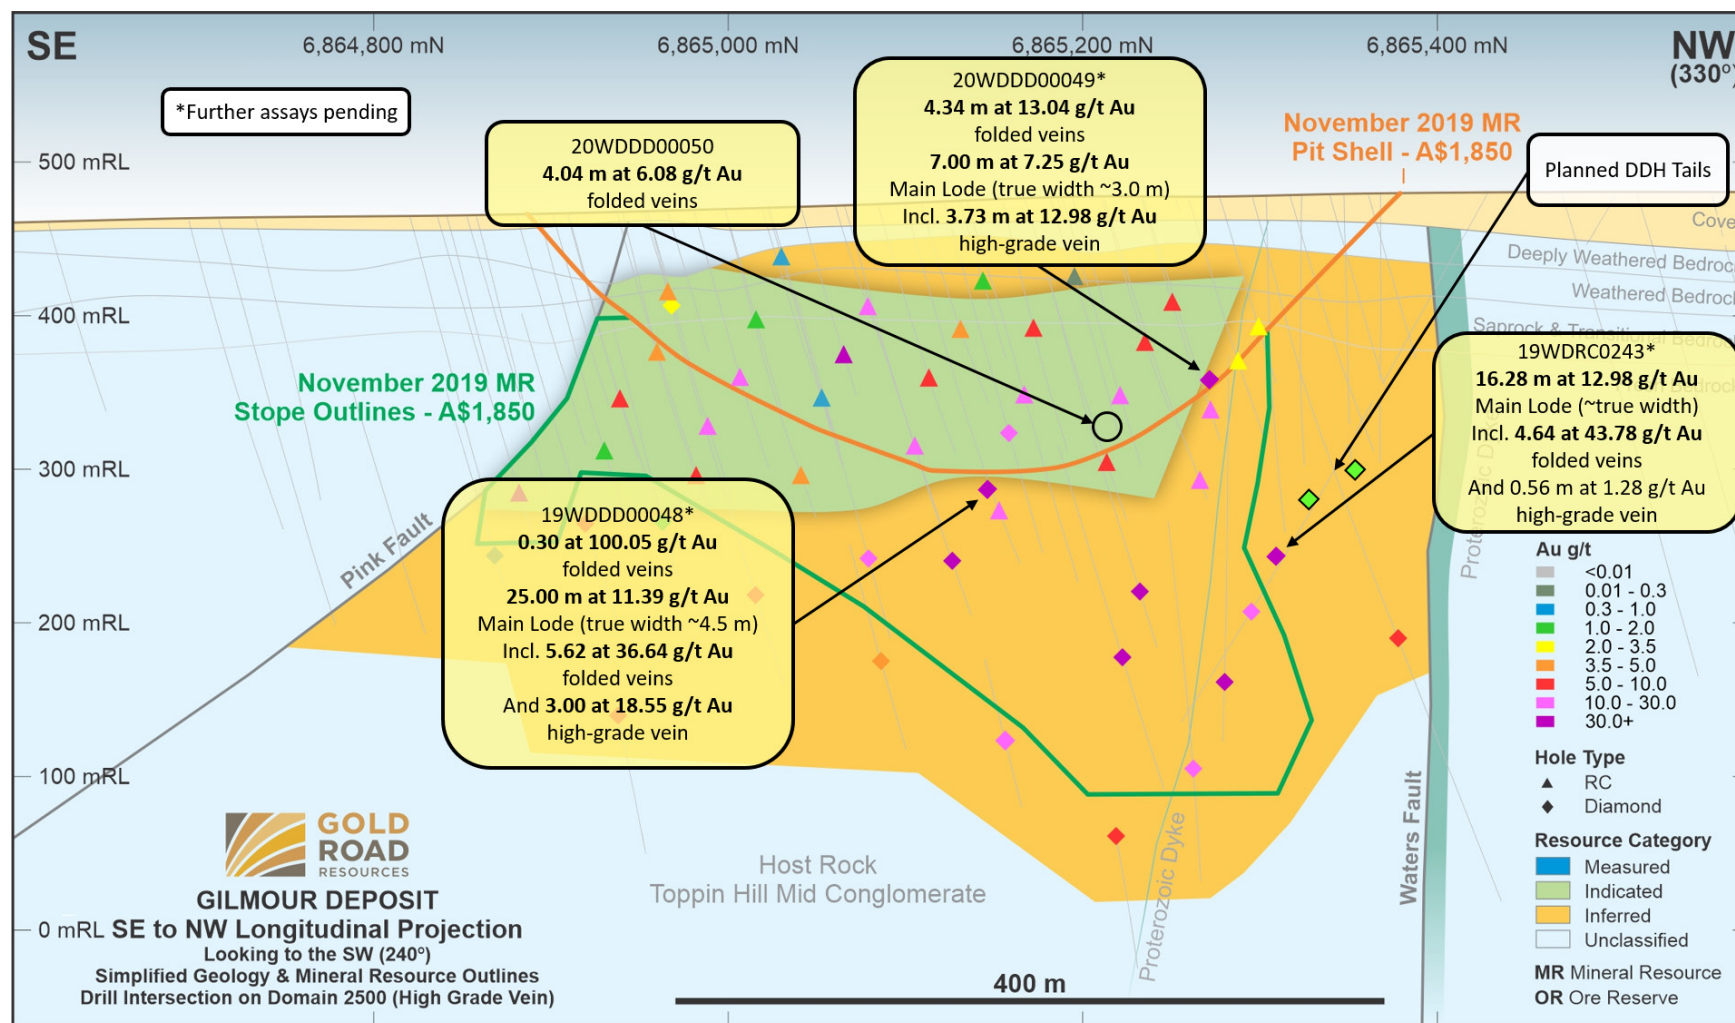 SE
6,864,800 mN
6,865,000 mN
6,865,200 mN
6,865,400 mN
NW
(330º)
*Further assays pending
20WDDD00050
4.04 m at 6.08 g/t Au
folded veins
20WDDD00049*
4.34 m at 13.04 g/t Au
folded veins
7.00 m at 7.25 g/t Au
Main Lode (true width ~3.0 m)
Incl. 3.73 m at 12.98 g/t Au
high-grade vein
November 2019 MR
Pit Shell - A$1,850
Planned DDH Tails
500 mRL
400 mRL
300 mRL
200 mRL
100 mRL
0 mRL
Deeply Weathered Bedroc
Weathered Bedroc
Saprock & Transitional Bedro
19WDRC0243*
16.28 m at 12.98 g/t Au
Main Lode (~true width)
Incl. 4.64 at 43.78 g/t Au
folded veins
And 0.56 m at 1.28 g/t Au
high-grade vein
November 2019 MR
Stope Outlines - A$1,850
Pink Fault
19WDDD00048*
0.30 at 100.05 g/t Au
folded veins
25.00 m at 11.39 g/t Au
Main Lode (true width ~4.5 m)
Incl. 5.62 at 36.64 g/t Au
folded veins
And 3.00 at 18.55 g/t Au
high-grade vein
Proterozoic Dyke
Waters Fault
Au g/t
<0.01
0.01 - 0.3
0.3 - 1.0
1.0 - 2.0
2.0 - 3.5
3.5 - 5.0
5.0 - 10.0
10.0 - 30.0
30.0+
Hole Type
RC
Diamond
Resource Category
Measured
Indicated
Inferred
Unclassified
MR Mineral Resource
OR Ore Reserve
Host Rock
Toppin Hill Mid Conglomerate
400 m
GOLD
ROAD
RESOURCES
GILMOUR DEPOSIT
SE to NW Longitudinal Projection
Looking to the SW (240º)
Simplified Geology & Mineral Resource Outlines
Drill Intersection on Domain 2500 (High Grade Vein)